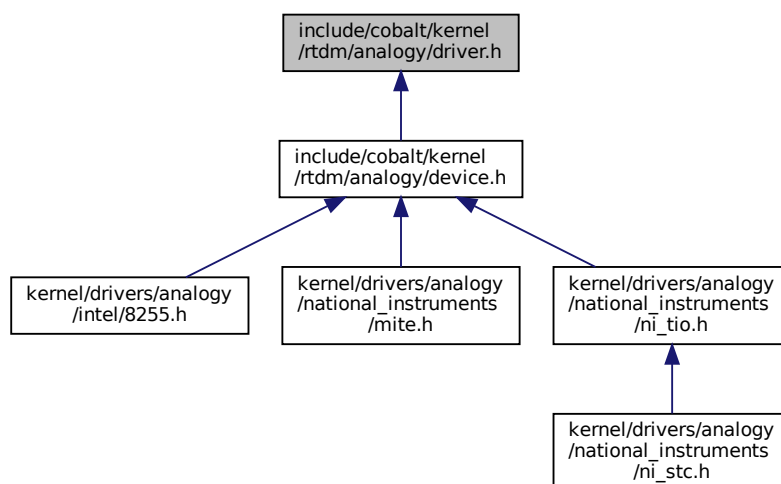 include/cobalt/kernel
/rtdm/analogy/driver.h
include/cobalt/kernel
/rtdm/analogy/device.h
kernel/drivers/analogy
/intel/8255.h
kernel/drivers/analogy
/national_instruments
/mite.h
kernel/drivers/analogy
/national_instruments
/ni_tio.h
kernel/drivers/analogy
/national_instruments
/ni_stc.h